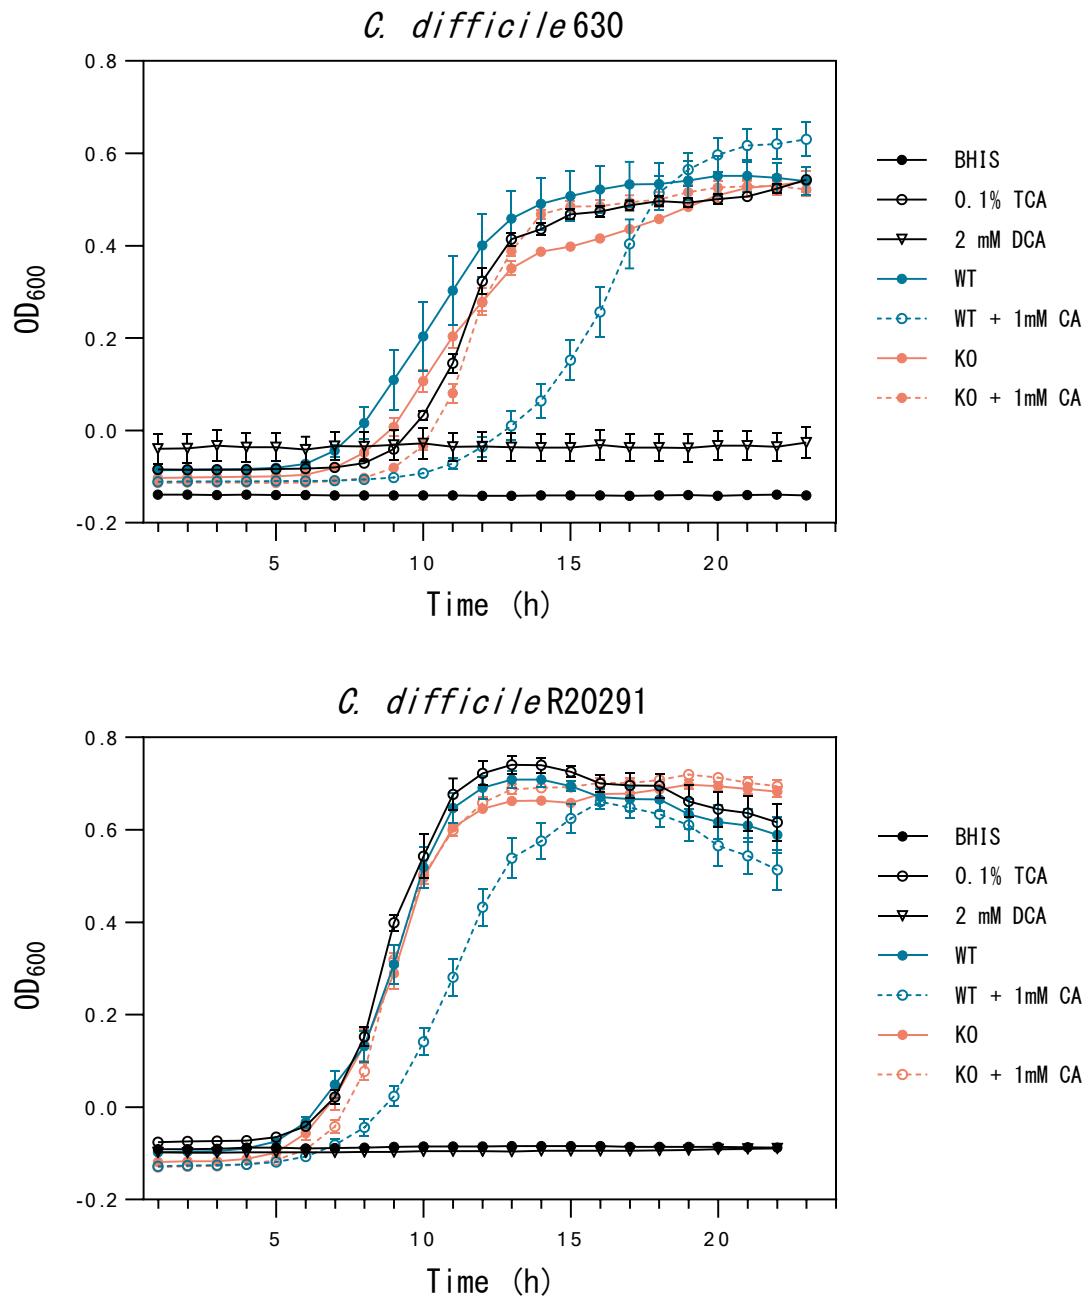 C. difficile 630
0.8
0.6
0.4
0.2
0.0
-0.2
OD600
5 10 15 20
Time (h)
BHIS
0.1% TCA
2 mM DCA
WT
WT + 1mM CA
KO
KO + 1mM CA
C. difficile R20291
0.8
0.6
0.4
0.2
0.0
-0.2
OD600
5 10 15 20
Time (h)
BHIS
0.1% TCA
2 mM DCA
WT
WT + 1mM CA
KO
KO + 1mM CA